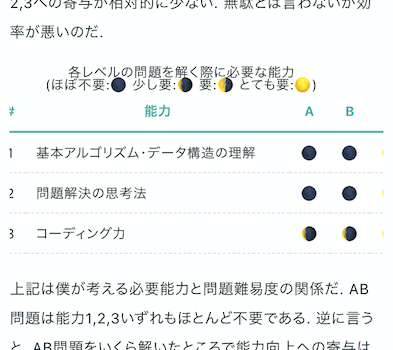 2,3への寄与が相対的に少ない. 無駄とは言わないが効
率が悪いのだ.
各レベルの問題を解く際に必要な能力
(ほぼ不要:🌑 少し要:🌘 要:🌗 とても要:🌕)
# 能力 A B
1 基本アルゴリズム・データ構造の理解 🌑 🌑
2 問題解決の思考法 🌑 🌑
3 コーディング力 🌘 🌘
上記は僕が考える必要能力と問題難易度の関係だ. AB
問題は能力1,2,3いずれもほとんど不要である. 逆に言う
と, AB問題をいくら解いたところで能力向上への寄与は